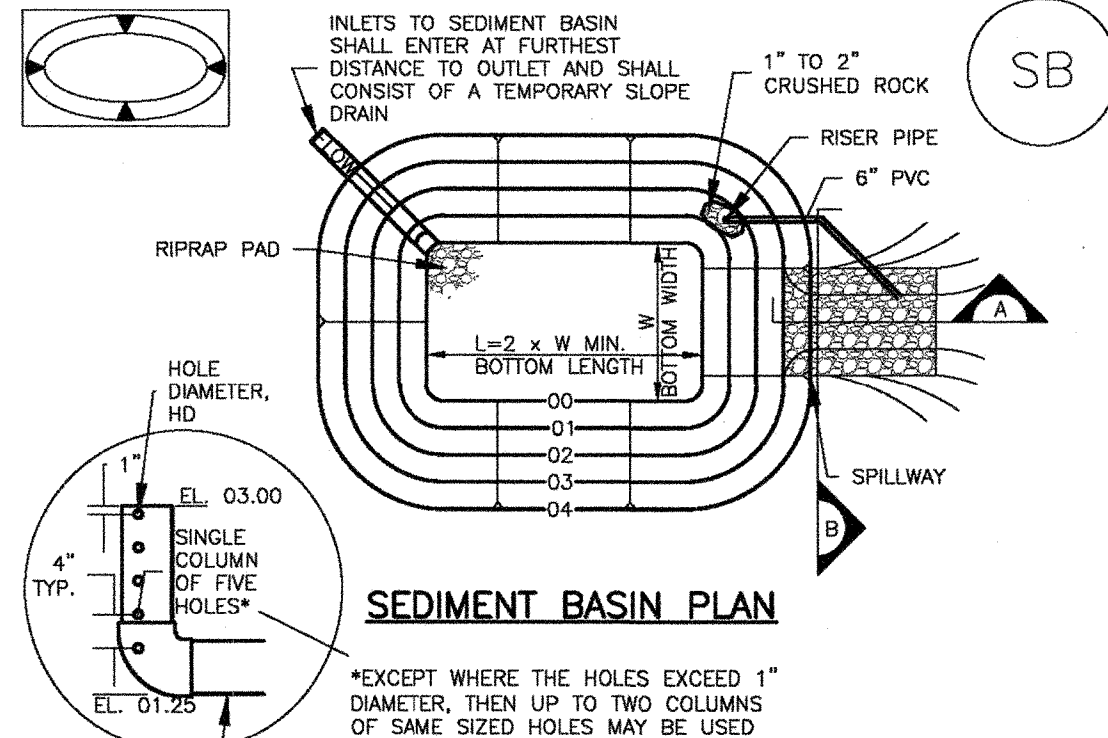 INLETS TO SEDIMENT BASIN
SHALL ENTER AT FURTHEST
DISTANCE TO OUTLET AND SHALL
CONSIST OF A TEMPORARY SLOPE
DRAIN
1" TO 2"
CRUSHED ROCK
SB
RISER PIPE
6" PVC
FLOW
RIPRAP PAD
W
BOTTOM WIDTH
A
L=2 x W MIN.
BOTTOM LENGTH
HOLE
DIAMETER,
HD
00
01
02
03
04
SPILLWAY
B
1"
EL. 03.00
SINGLE
COLUMN
OF FIVE
HOLES*
4"
TYP.
EL. 01.25
SEDIMENT BASIN PLAN
*EXCEPT WHERE THE HOLES EXCEED 1"
DIAMETER, THEN UP TO TWO COLUMNS
OF SAME SIZED HOLES MAY BE USED